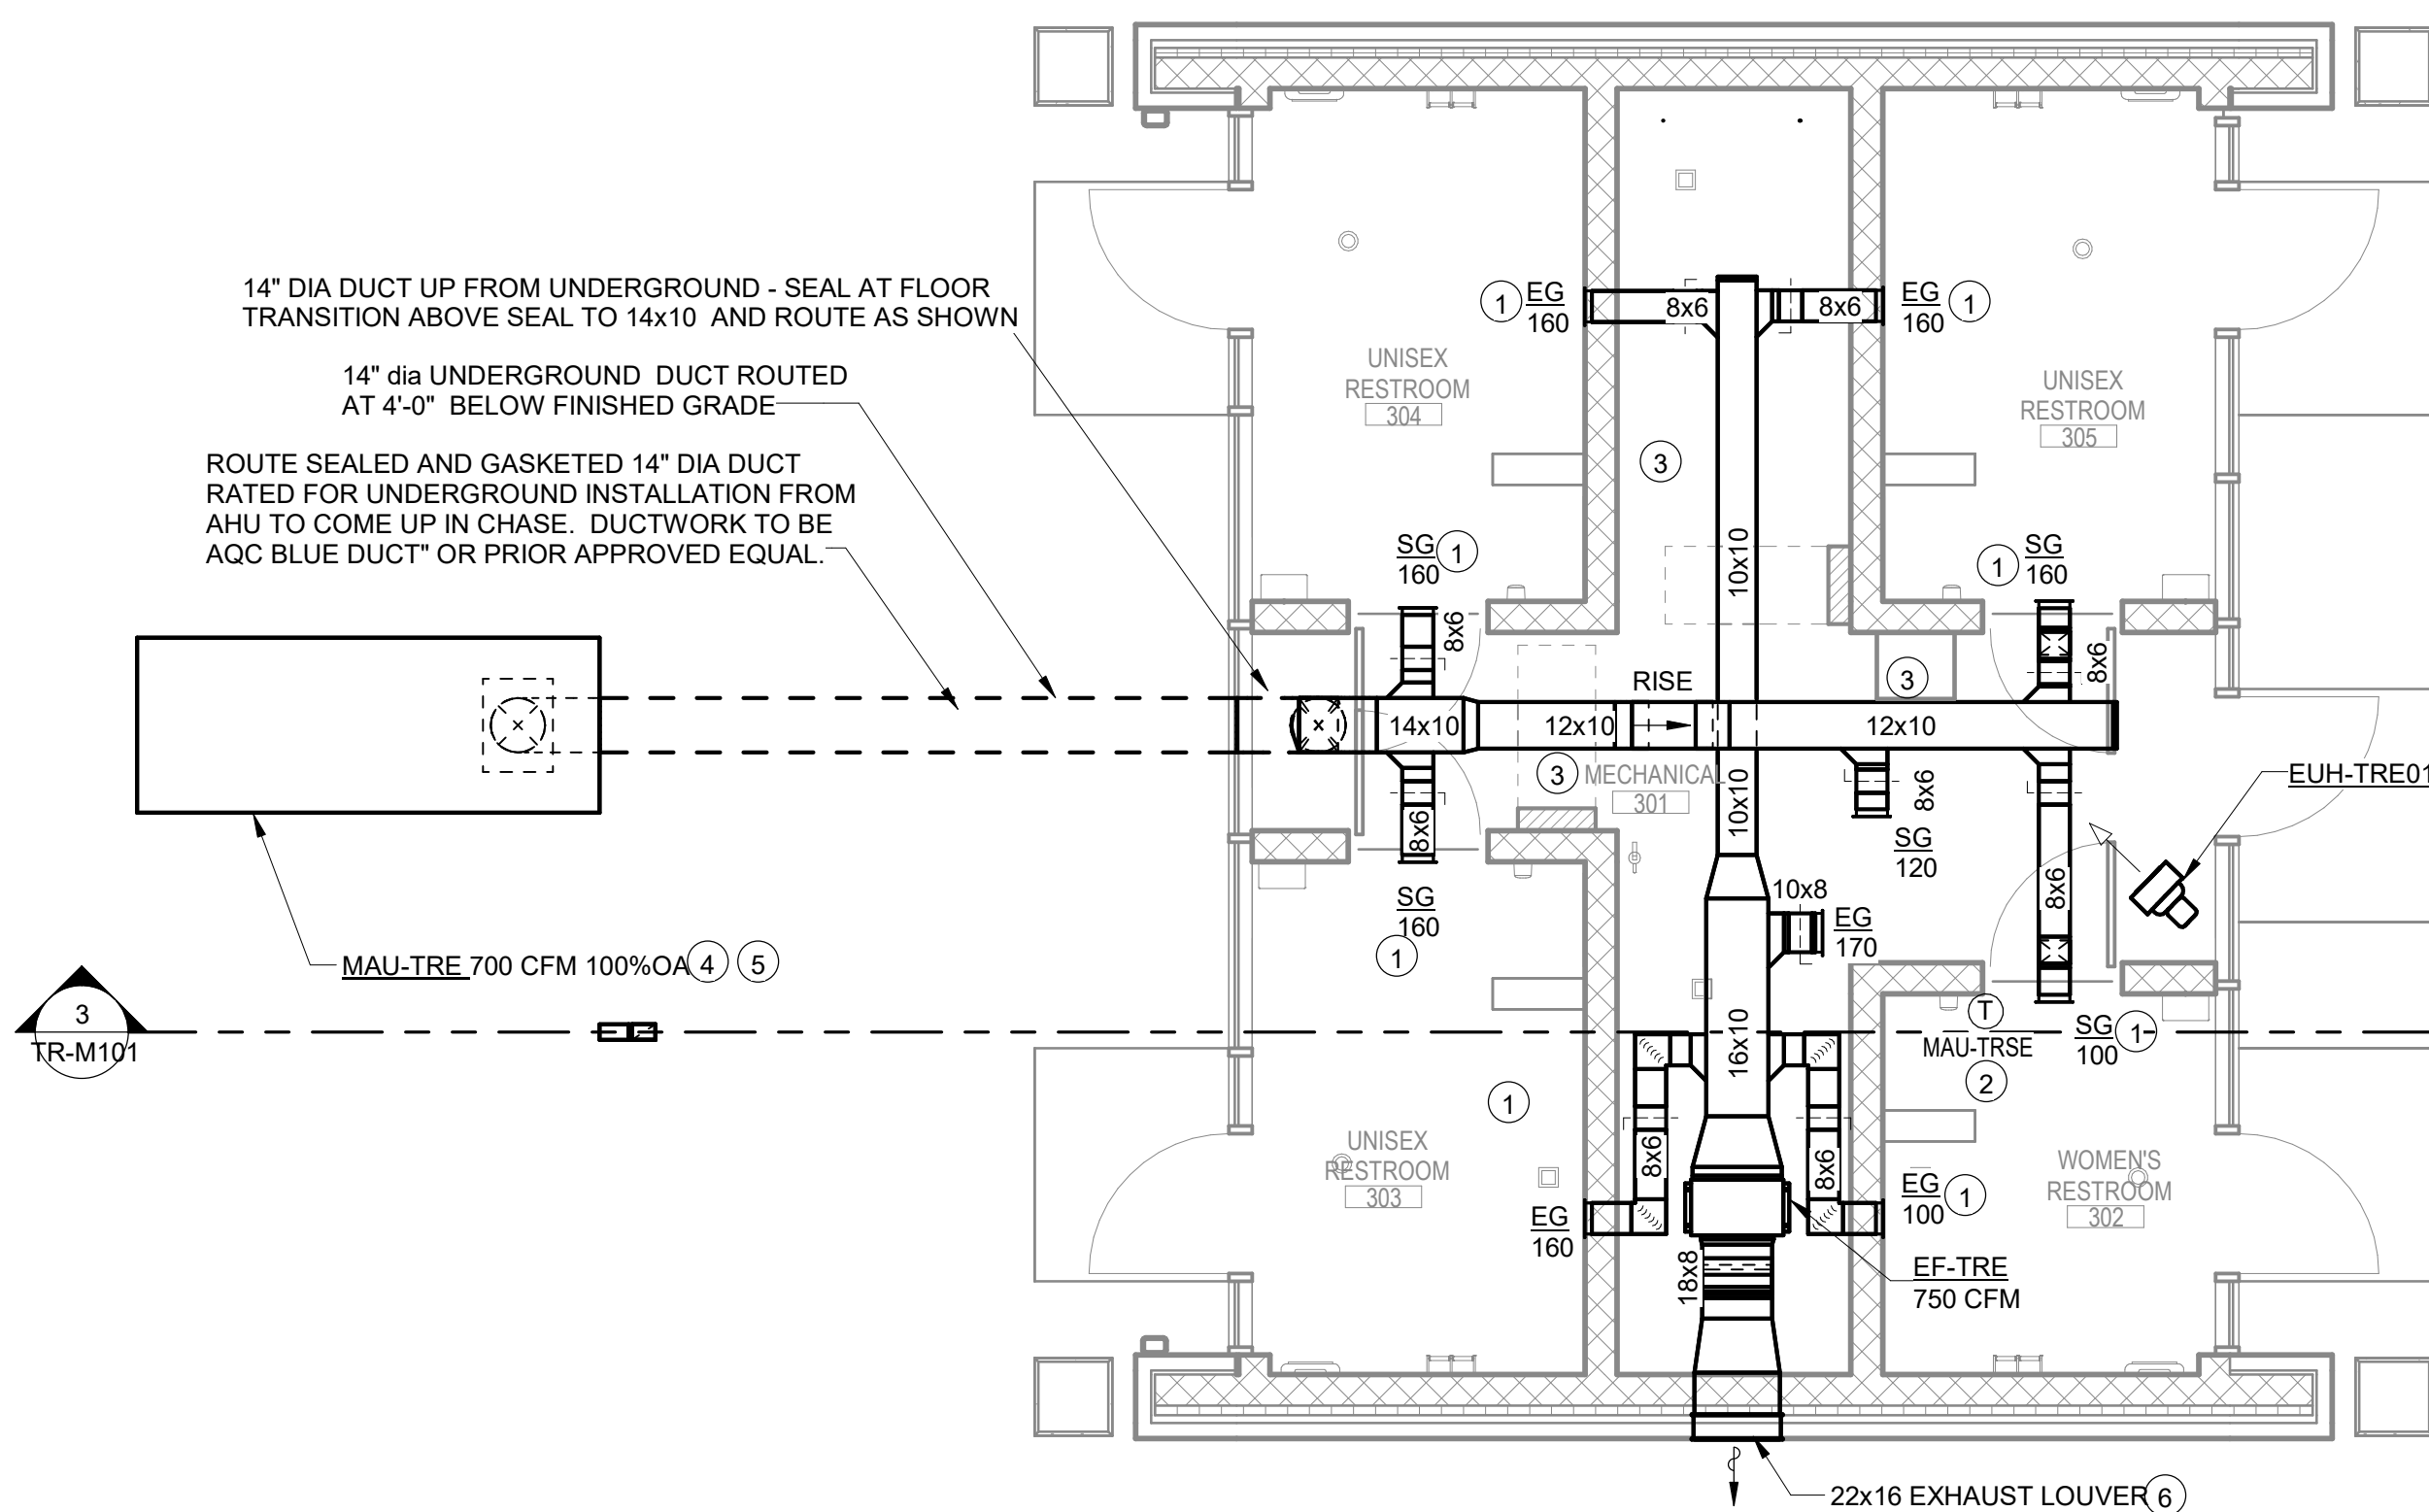 14" DIA DUCT UP FROM UNDERGROUND - SEAL AT FLOOR
TRANSITION ABOVE SEAL TO 14x10 AND ROUTE AS SHOWN
14" dia UNDERGROUND DUCT ROUTED
AT 4'-0" BELOW FINISHED GRADE
ROUTE SEALED AND GASKETED 14" DIA DUCT
RATED FOR UNDERGROUND INSTALLATION FROM
AHU TO COME UP IN CHASE. DUCTWORK TO BE
AQC BLUE DUCT" OR PRIOR APPROVED EQUAL.
1 EG
160
8x6
8x6
EG 1
160
UNISEX
RESTROOM
304
UNISEX
RESTROOM
305
3
10x10
SG 1
160
8x6
1 SG
160
8x6
RISE
3
14x10
12x10
12x10
3 MECHANICAL
301
10x10
8x6
8x6
SG
120
EUH-TRE01
8x6
SG
160
1
10x8
EG
170
MAU-TRE 700 CFM 100%OA 4 5
3
TR-M101
16x10
T
MAU-TRSE
2
SG 1
100
1
UNISEX
RESTROOM
303
8x6
8x6
WOMEN'S
RESTROOM
302
EG 1
100
EG
160
18x8
EF-TRE
750 CFM
22x16 EXHAUST LOUVER 6